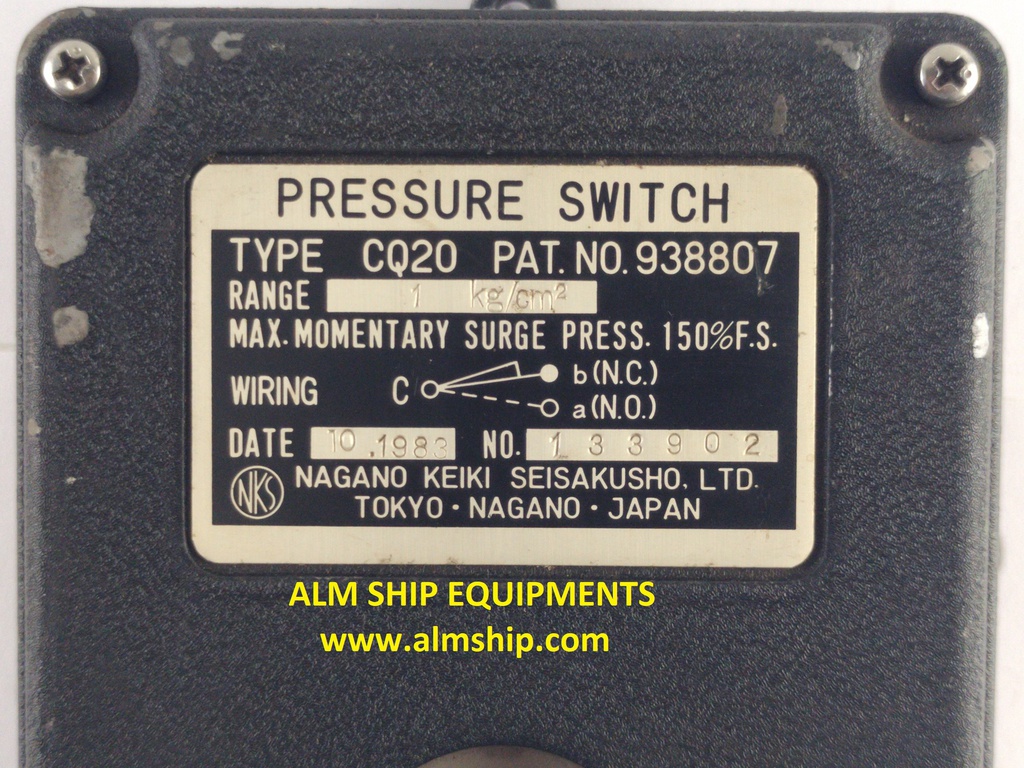 PRESSURE SWITCH
TYPE CQ20 PAT. NO. 938807
RANGE 1 kg/cm²
MAX. MOMENTARY SURGE PRESS. 150% F.S.
WIRING C b (N.C.)
a (N.O.)
DATE 10.1983 NO. 133902
NKS NAGANO KEIKI SEISAKUSHO, LTD.
TOKYO · NAGANO · JAPAN
ALM SHIP EQUIPMENTS
www.almship.com